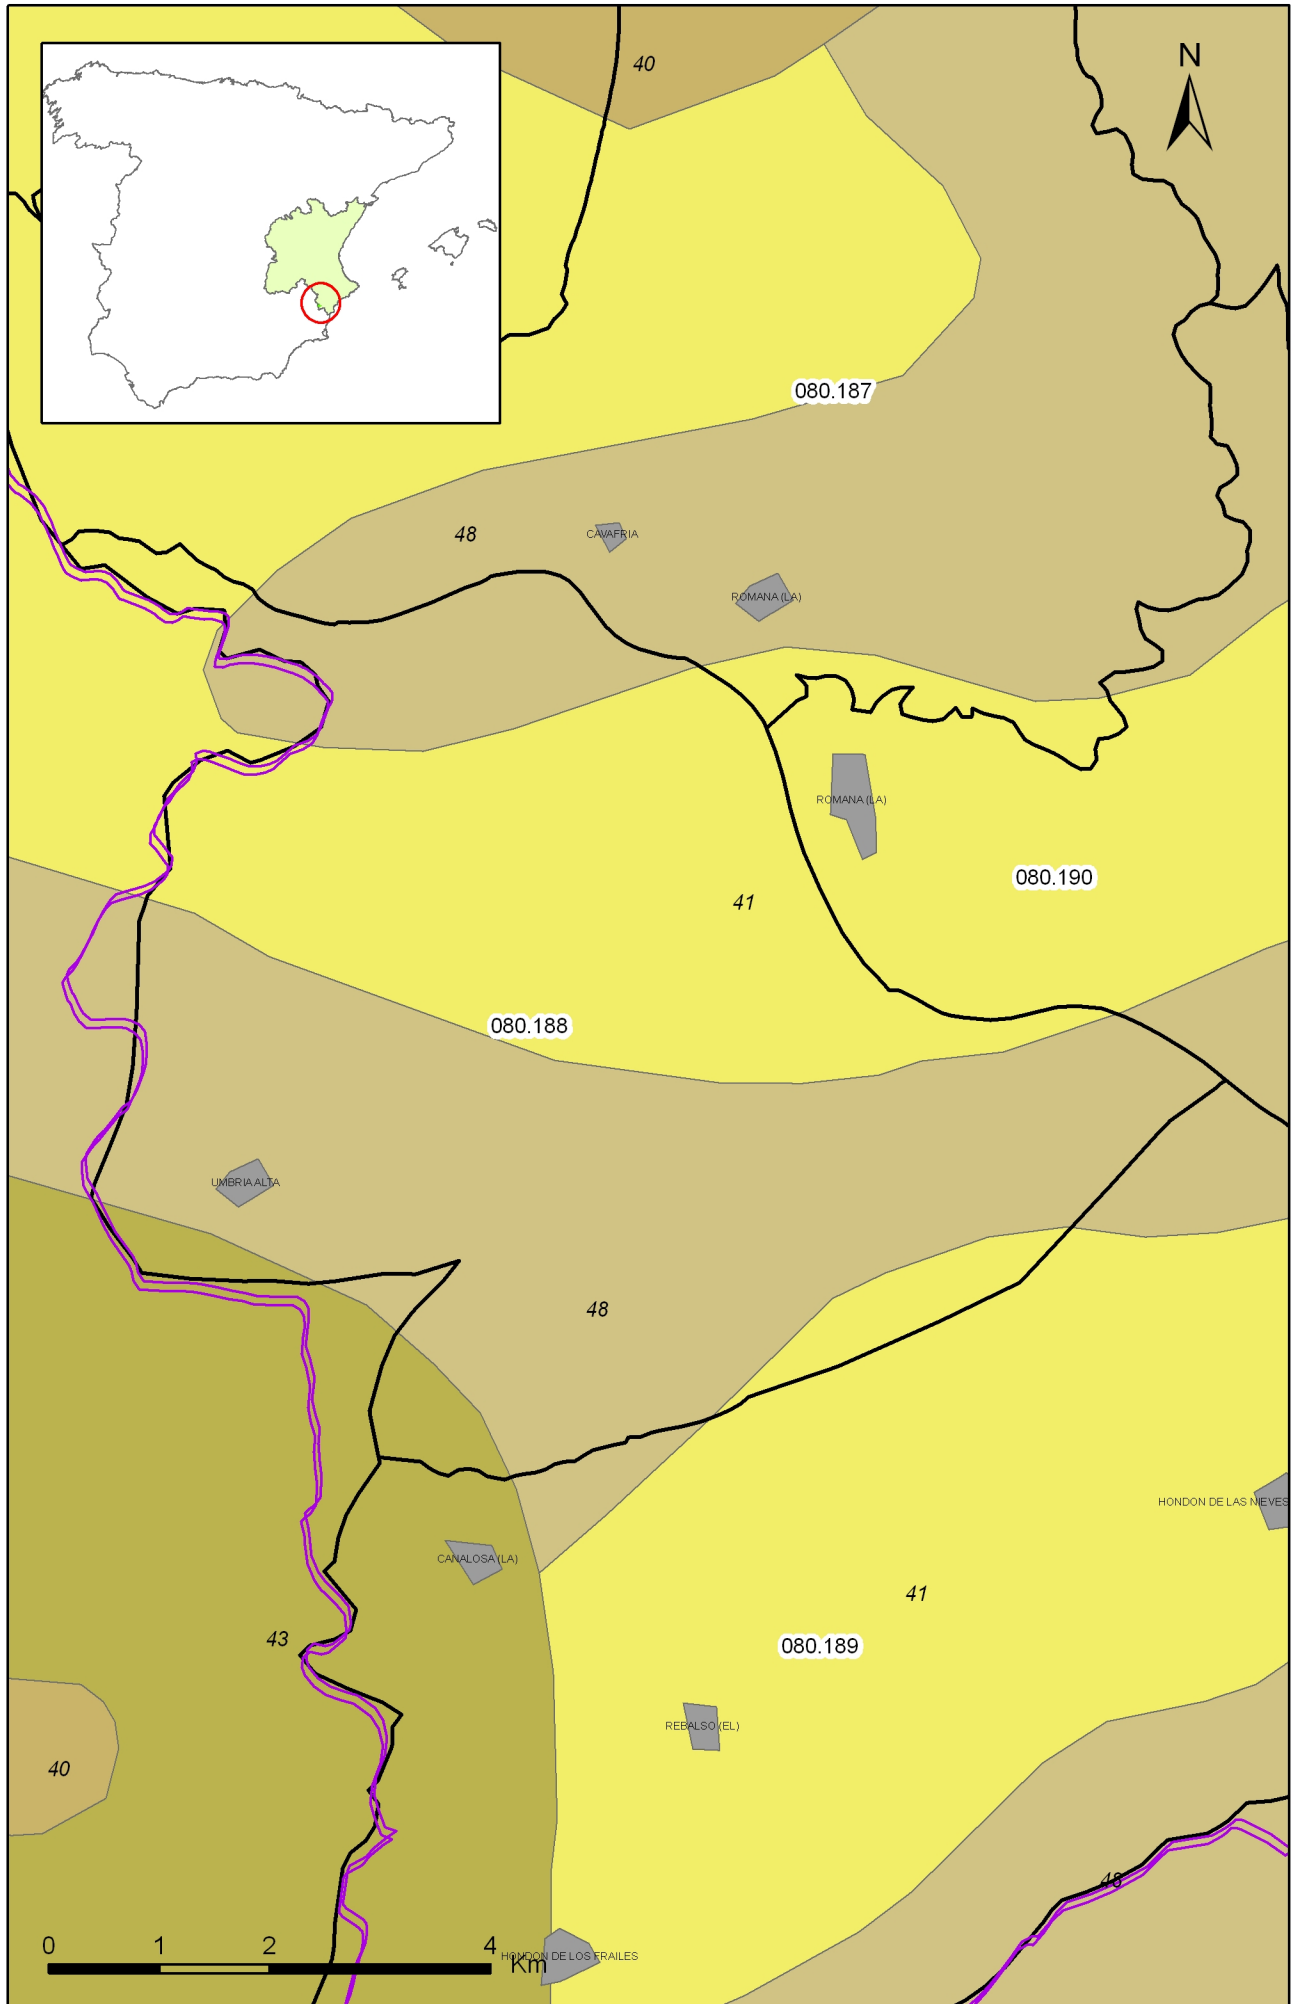 40
N
080.187
48
CAVAFRIA
ROMANA (LA)
ROMANA (LA)
080.190
41
080.188
UMBRIA ALTA
48
HONDON DE LAS NIEVES
CANALOSA (LA)
41
43
080.189
REBALSO (EL)
40
48
0 1 2 4
Km
HONDON DE LOS FRAILES